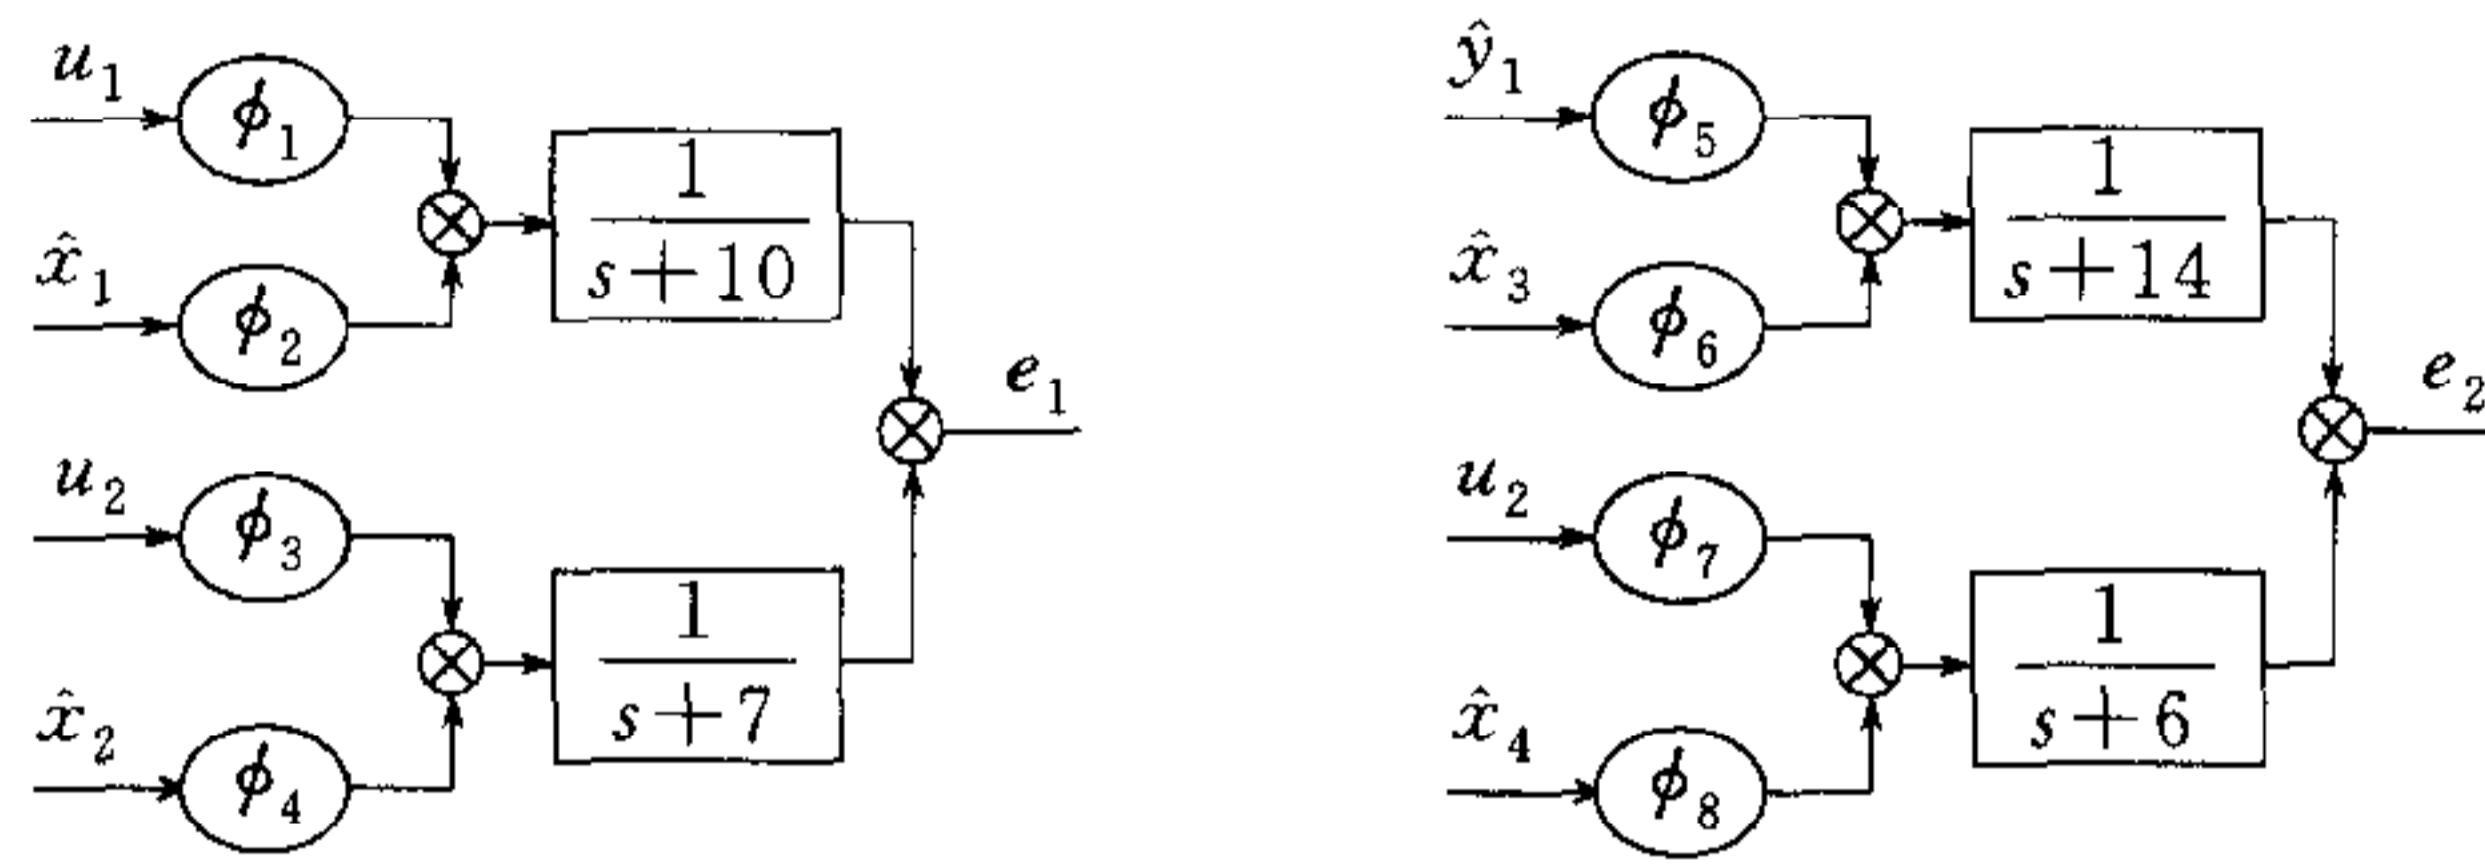 u₁
ϕ₁
x̂₁
ϕ₂
1
s+10
e₁
u₂
ϕ₃
x̂₂
ϕ₄
1
s+7
ŷ₁
ϕ₅
x̂₃
ϕ₆
1
s+14
e₂
u₂
ϕ₇
x̂₄
ϕ₈
1
s+6